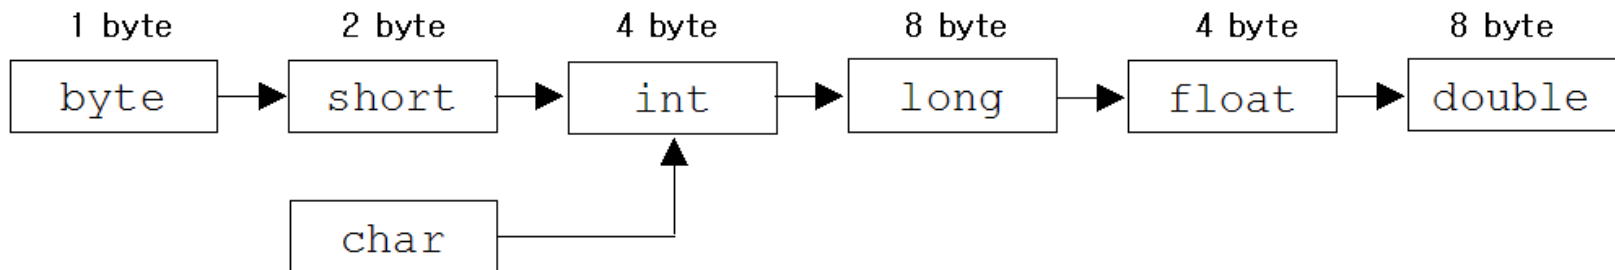 1 byte 2 byte 4 byte 8 byte 4 byte 8 byte
byte short int long float double
char